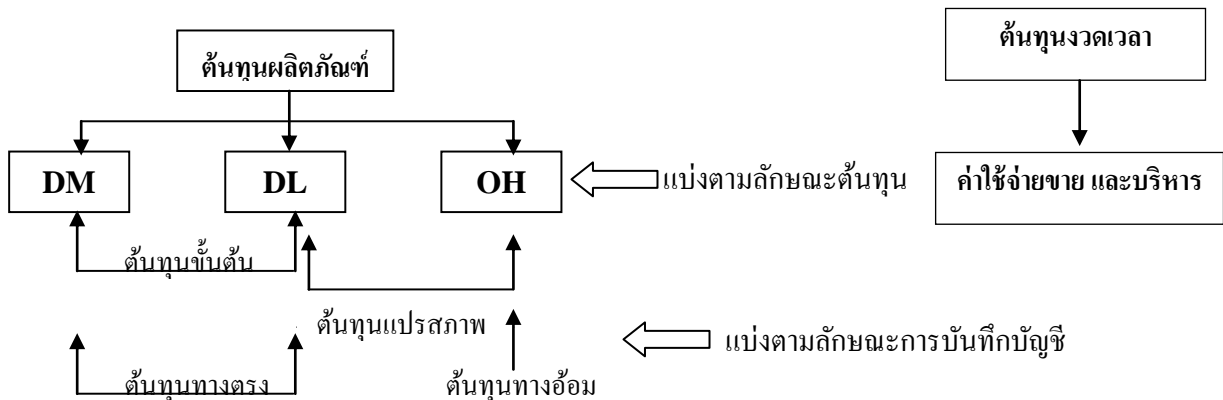 ต้นทุนงวดเวลา
ต้นทุนผลิตภัณฑ์
DM
DL
OH
แบ่งตามลักษณะต้นทุน
ค่าใช้จ่ายขาย และบริหาร
ต้นทุนขั้นต้น
ต้นทุนแปรสภาพ
แบ่งตามลักษณะการบันทึกบัญชี
ต้นทุนทางตรง
ต้นทุนทางอ้อม